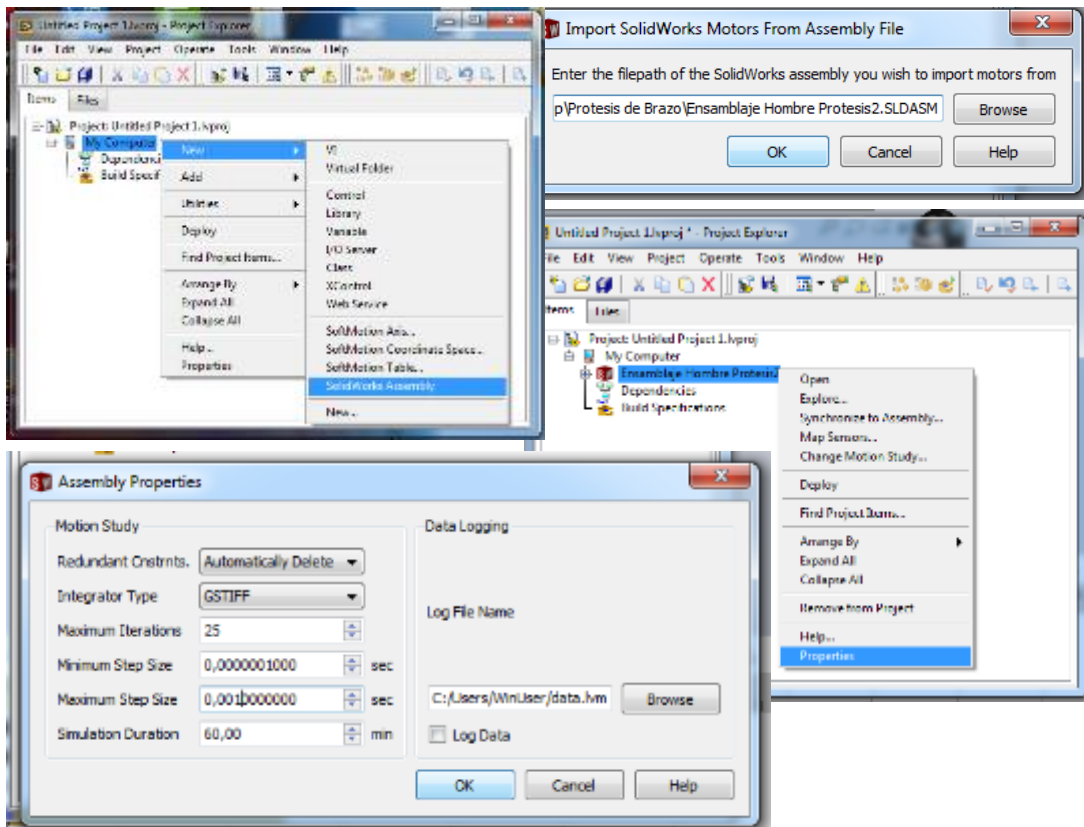 Untitled Project 1.lvproj - Project Explorer
File Edit View Project Operate Tools Window Help
Items Files
Project: Untitled Project 1.lvproj
My Computer
Dependenci
Build Specif
New
Add
Utilities
Deploy
Find Project Items...
Arrange By
Expand All
Collapse All
Help...
Properties
VI
Virtual Folder
Control
Library
Variable
I/O Server
Class
XControl
Web Service
SoftMotion Axis...
SoftMotion Coordinate Space...
SoftMotion Table...
SolidWorks Assembly
New...
Import SolidWorks Motors From Assembly File
Enter the filepath of the SolidWorks assembly you wish to import motors from
p\Protesis de Brazo\Ensamblaje Hombre Protesis2.SLDASM Browse
OK Cancel Help
Untitled Project 1.lvproj * - Project Explorer
File Edit View Project Operate Tools Window Help
Items Files
Project: Untitled Project 1.lvproj
My Computer
Ensamblaje Hombre Protesis2
Dependencies
Build Specifications
Open
Explore...
Synchronize to Assembly...
Map Sensors...
Change Motion Study...
Deploy
Find Project Items...
Arrange By
Expand All
Collapse All
Remove from Project
Help...
Properties
Assembly Properties
Motion Study
Redundant Cnstrnts. Automatically Delete
Integrator Type GSTIFF
Maximum Iterations 25
Minimum Step Size 0,0000001000 sec
Maximum Step Size 0,0010000000 sec
Simulation Duration 60,00 min
Data Logging
Log File Name
C:/Users/WinUser/data.lvm Browse
Log Data
OK Cancel Help